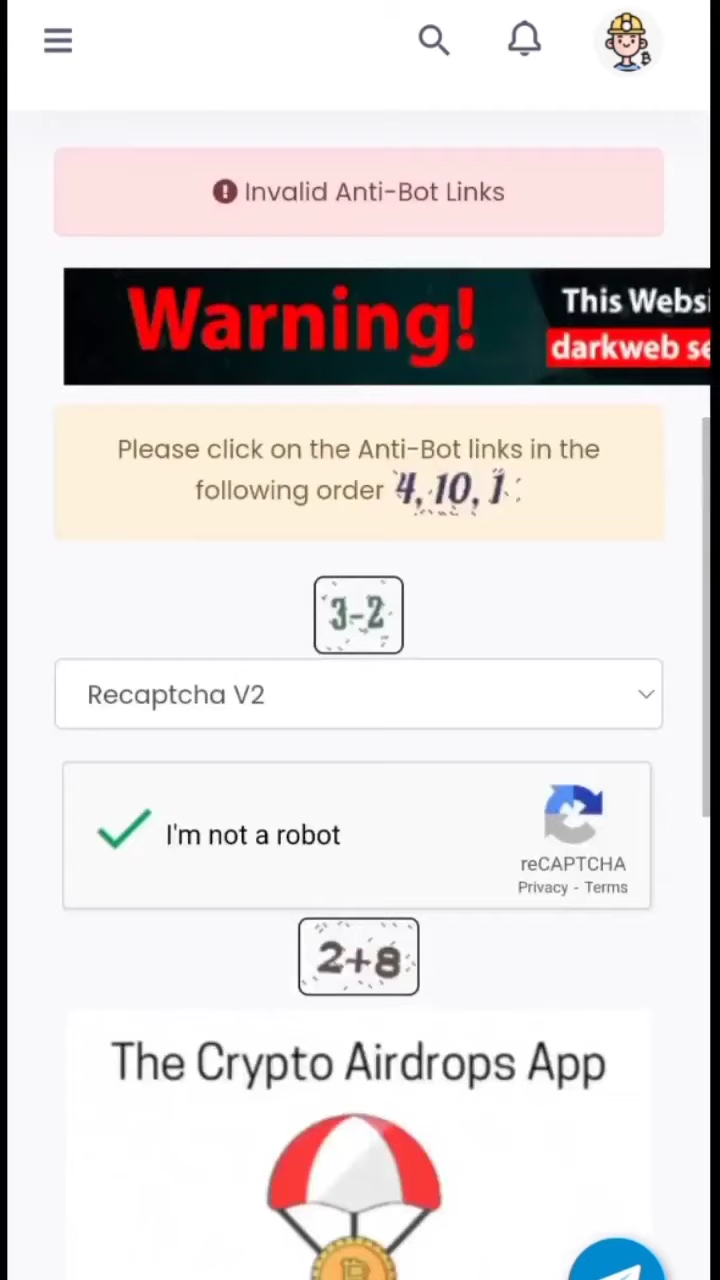 Invalid Anti-Bot Links
Warning!
This Websi
darkweb se
Please click on the Anti-Bot links in the
following order 4, 10, 1
3-2
Recaptcha V2
I'm not a robot
reCAPTCHA
Privacy - Terms
2+8
The Crypto Airdrops App